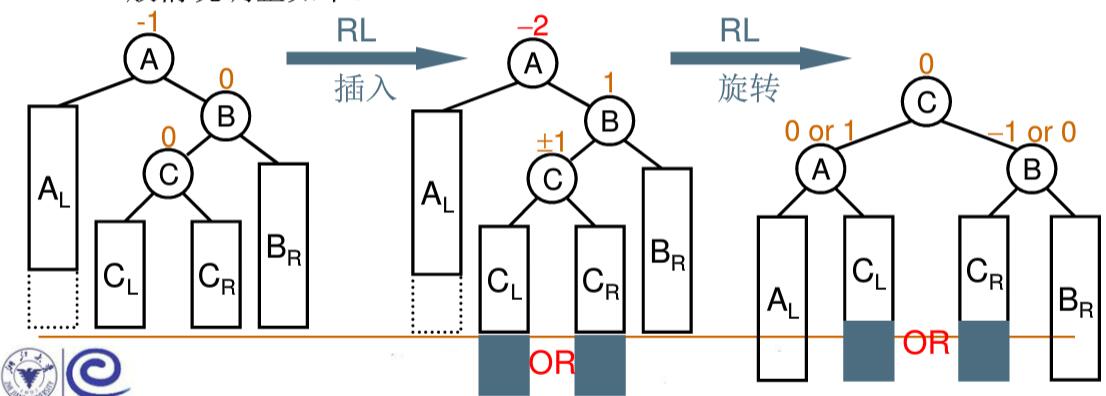 -1
A
0
B
0
C
A_L
C_L
C_R
B_R
RL
插入
−2
A
1
B
±1
C
A_L
C_L
C_R
B_R
OR
RL
旋转
0
C
0 or 1
−1 or 0
A
B
A_L
C_L
C_R
B_R
OR